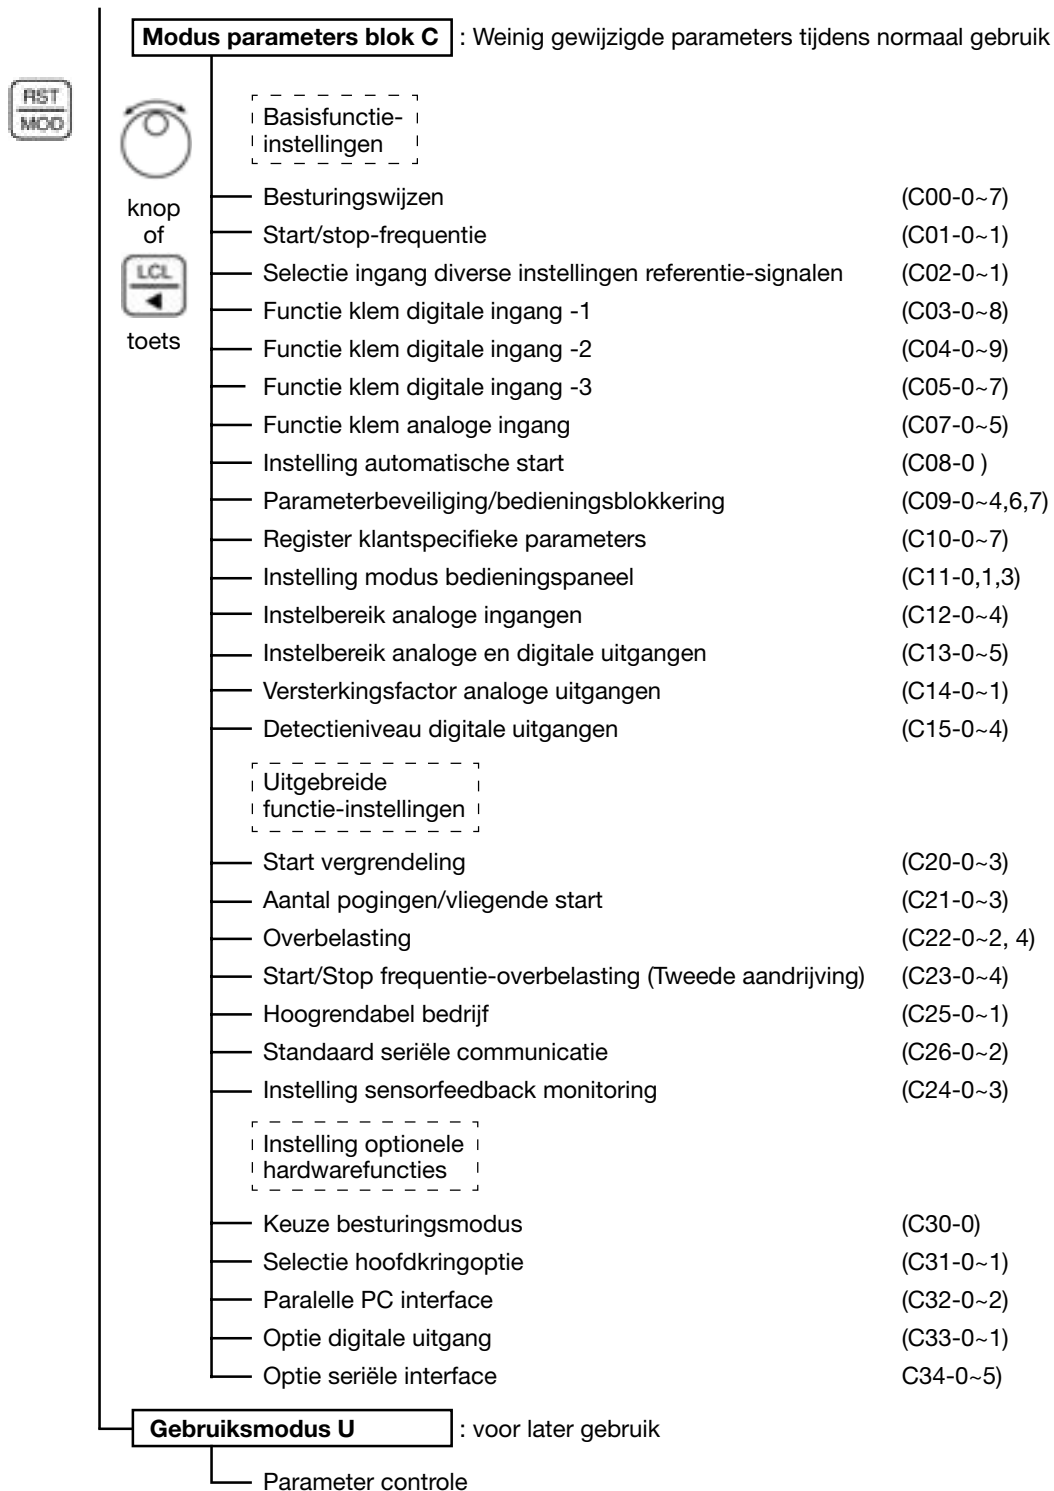 Modus parameters blok C : Weinig gewijzigde parameters tijdens normaal gebruik
RST
MOD
knop
of
LCL
toets
Basisfunctie-
instellingen
Besturingswijzen (C00-0~7)
Start/stop-frequentie (C01-0~1)
Selectie ingang diverse instellingen referentie-signalen (C02-0~1)
Functie klem digitale ingang -1 (C03-0~8)
Functie klem digitale ingang -2 (C04-0~9)
Functie klem digitale ingang -3 (C05-0~7)
Functie klem analoge ingang (C07-0~5)
Instelling automatische start (C08-0 )
Parameterbeveiliging/bedieningsblokkering (C09-0~4,6,7)
Register klantspecifieke parameters (C10-0~7)
Instelling modus bedieningspaneel (C11-0,1,3)
Instelbereik analoge ingangen (C12-0~4)
Instelbereik analoge en digitale uitgangen (C13-0~5)
Versterkingsfactor analoge uitgangen (C14-0~1)
Detectieniveau digitale uitgangen (C15-0~4)
Uitgebreide
functie-instellingen
Start vergrendeling (C20-0~3)
Aantal pogingen/vliegende start (C21-0~3)
Overbelasting (C22-0~2, 4)
Start/Stop frequentie-overbelasting (Tweede aandrijving) (C23-0~4)
Hoogrendabel bedrijf (C25-0~1)
Standaard seriële communicatie (C26-0~2)
Instelling sensorfeedback monitoring (C24-0~3)
Instelling optionele
hardwarefuncties
Keuze besturingsmodus (C30-0)
Selectie hoofdkringoptie (C31-0~1)
Paralelle PC interface (C32-0~2)
Optie digitale uitgang (C33-0~1)
Optie seriële interface C34-0~5)
Gebruiksmodus U : voor later gebruik
Parameter controle